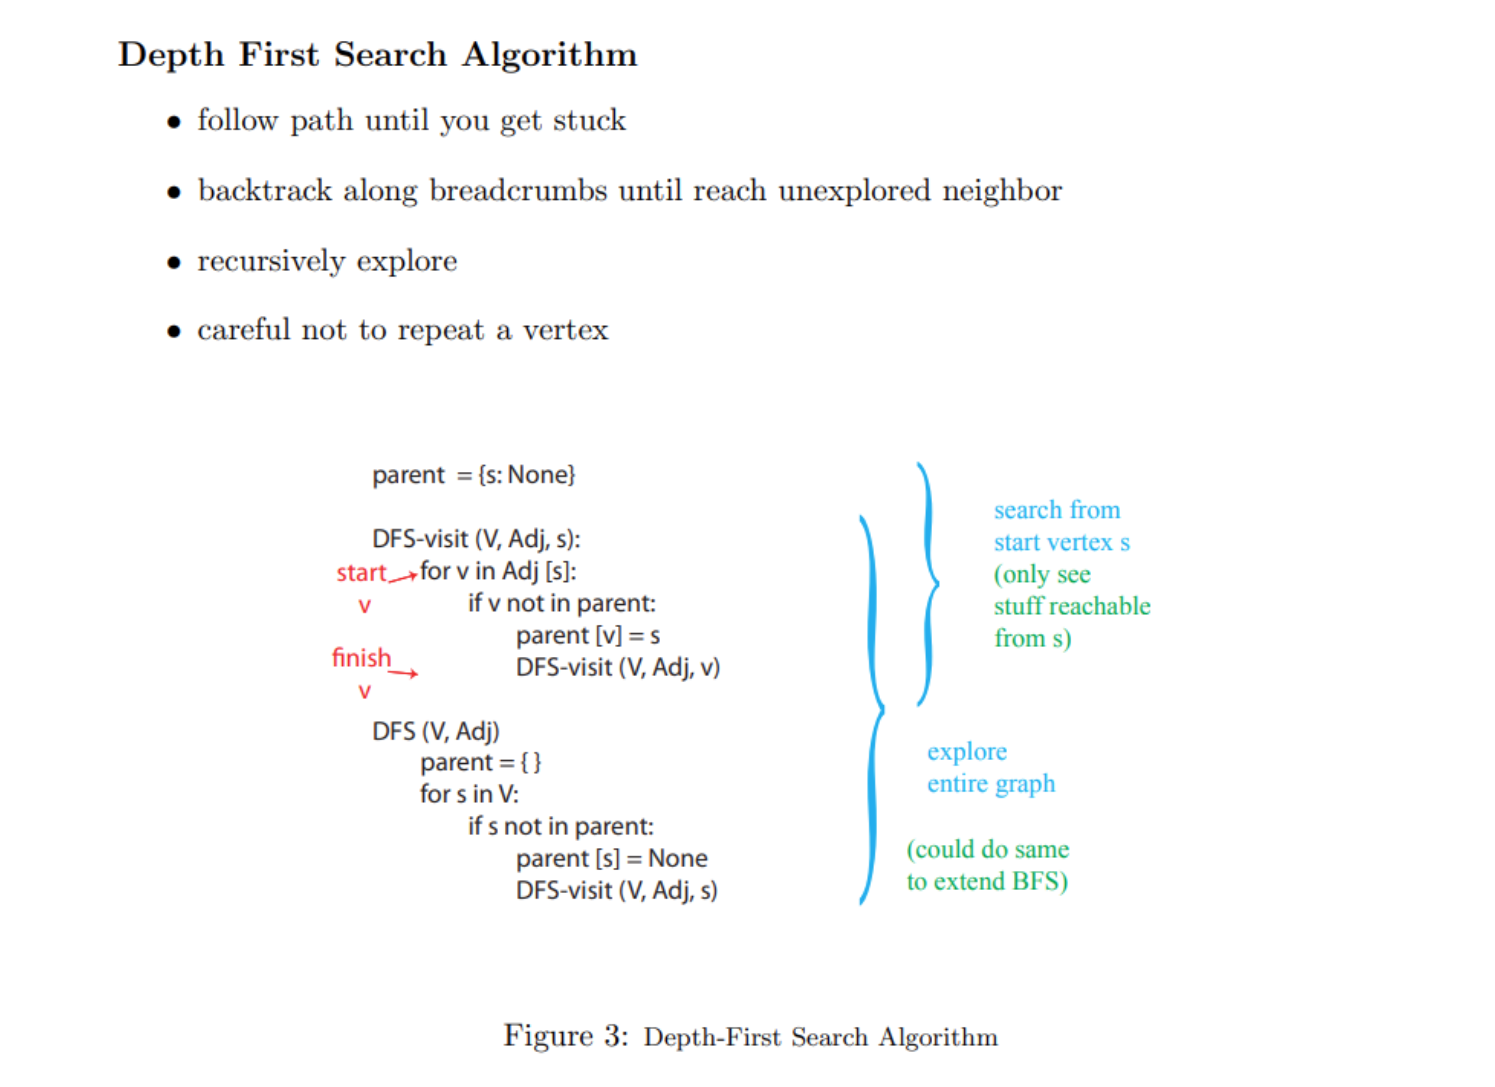 Depth First Search Algorithm
• follow path until you get stuck
• backtrack along breadcrumbs until reach unexplored neighbor
• recursively explore
• careful not to repeat a vertex
parent = {s: None}
DFS-visit (V, Adj, s):
start
for v in Adj [s]:
v
if v not in parent:
parent [v] = s
finish
DFS-visit (V, Adj, v)
v
search from
start vertex s
(only see
stuff reachable
from s)
DFS (V, Adj)
parent = { }
for s in V:
if s not in parent:
parent [s] = None
DFS-visit (V, Adj, s)
explore
entire graph
(could do same
to extend BFS)
Figure 3: Depth-First Search Algorithm